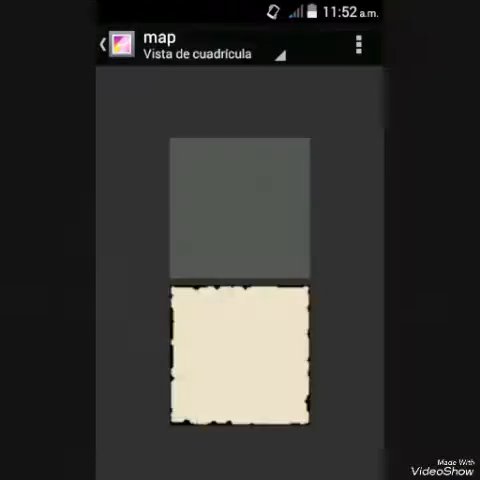 11:52 a.m.
map
Vista de cuadrícula
Made With
VideoShow